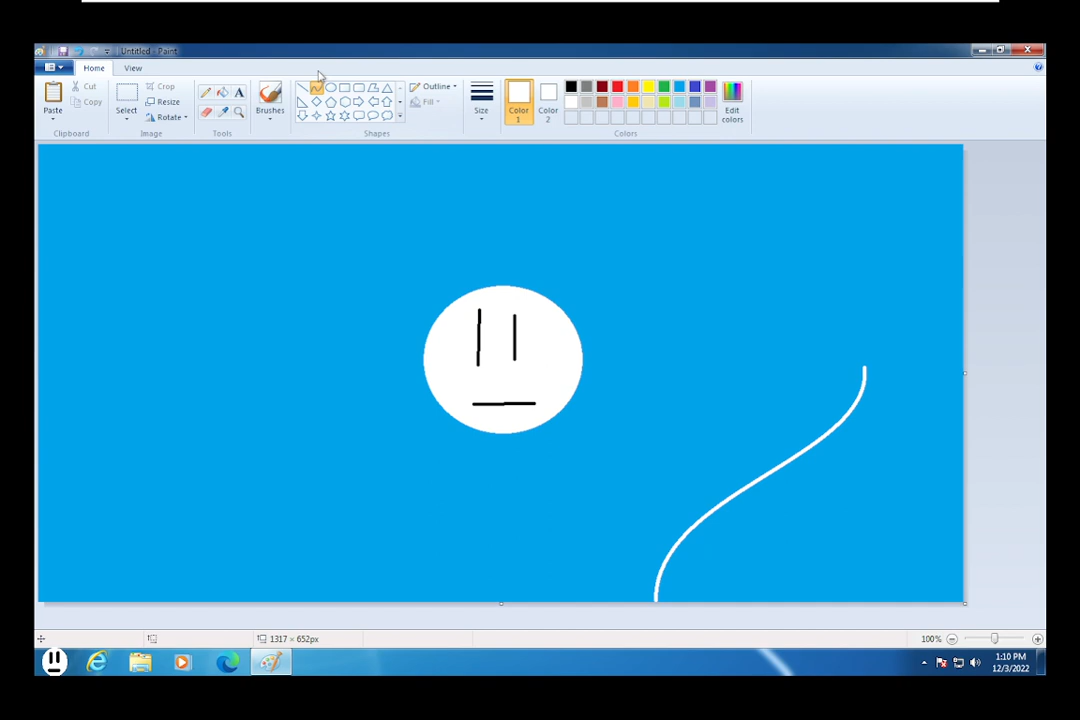 Untitled - Paint
Home View
Paste
Cut
Copy
Clipboard
Select
Crop
Resize
Rotate
Image
A
Tools
Brushes
Outline
Fill
Shapes
Size
Color 1
Color 2
Edit colors
Colors
1317 × 652px
100%
1:10 PM
12/3/2022